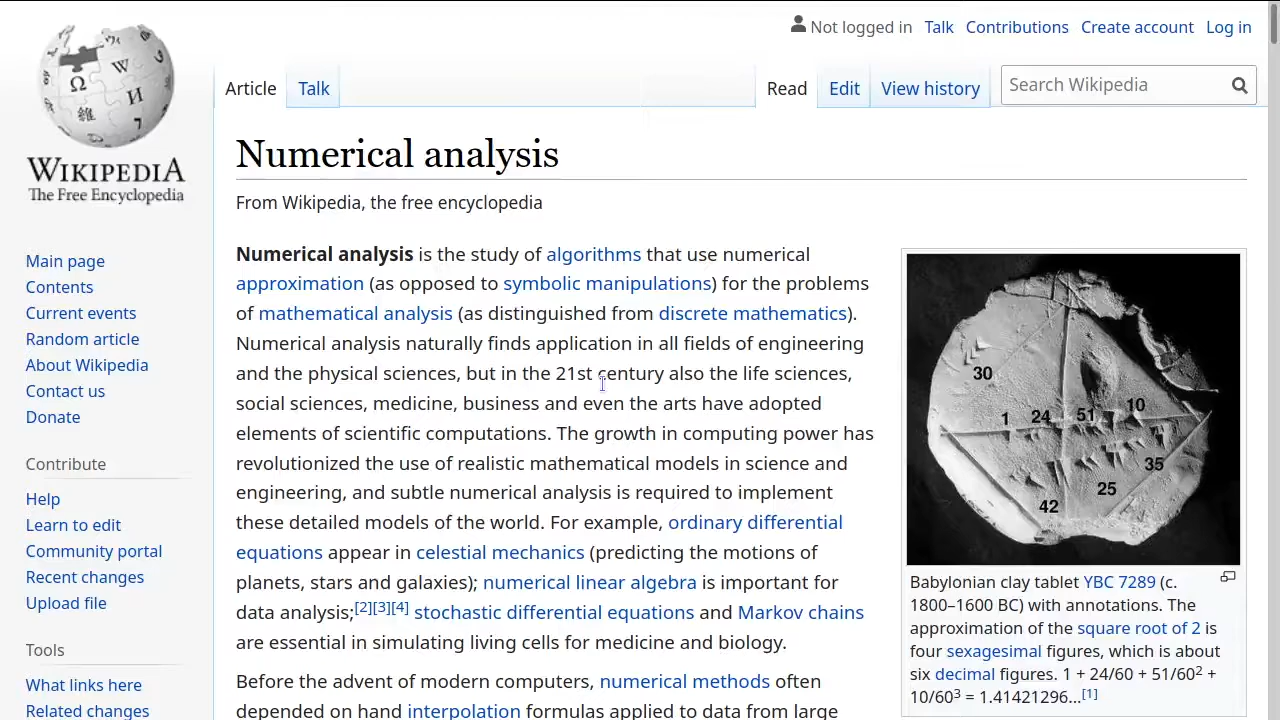 Not logged in Talk Contributions Create account Log in
Article Talk Read Edit View history Search Wikipedia
WIKIPEDIA
The Free Encyclopedia
Main page
Contents
Current events
Random article
About Wikipedia
Contact us
Donate
Contribute
Help
Learn to edit
Community portal
Recent changes
Upload file
Tools
What links here
Related changes
Numerical analysis
From Wikipedia, the free encyclopedia
Numerical analysis is the study of algorithms that use numerical
approximation (as opposed to symbolic manipulations) for the problems
of mathematical analysis (as distinguished from discrete mathematics).
Numerical analysis naturally finds application in all fields of engineering
and the physical sciences, but in the 21st century also the life sciences,
social sciences, medicine, business and even the arts have adopted
elements of scientific computations. The growth in computing power has
revolutionized the use of realistic mathematical models in science and
engineering, and subtle numerical analysis is required to implement
these detailed models of the world. For example, ordinary differential
equations appear in celestial mechanics (predicting the motions of
planets, stars and galaxies); numerical linear algebra is important for
data analysis;[2][3][4] stochastic differential equations and Markov chains
are essential in simulating living cells for medicine and biology.
Before the advent of modern computers, numerical methods often
depended on hand interpolation formulas applied to data from large
30
1 24 51 10
35
25
42
Babylonian clay tablet YBC 7289 (c.
1800–1600 BC) with annotations. The
approximation of the square root of 2 is
four sexagesimal figures, which is about
six decimal figures. 1 + 24/60 + 51/60² +
10/60³ = 1.41421296...[1]